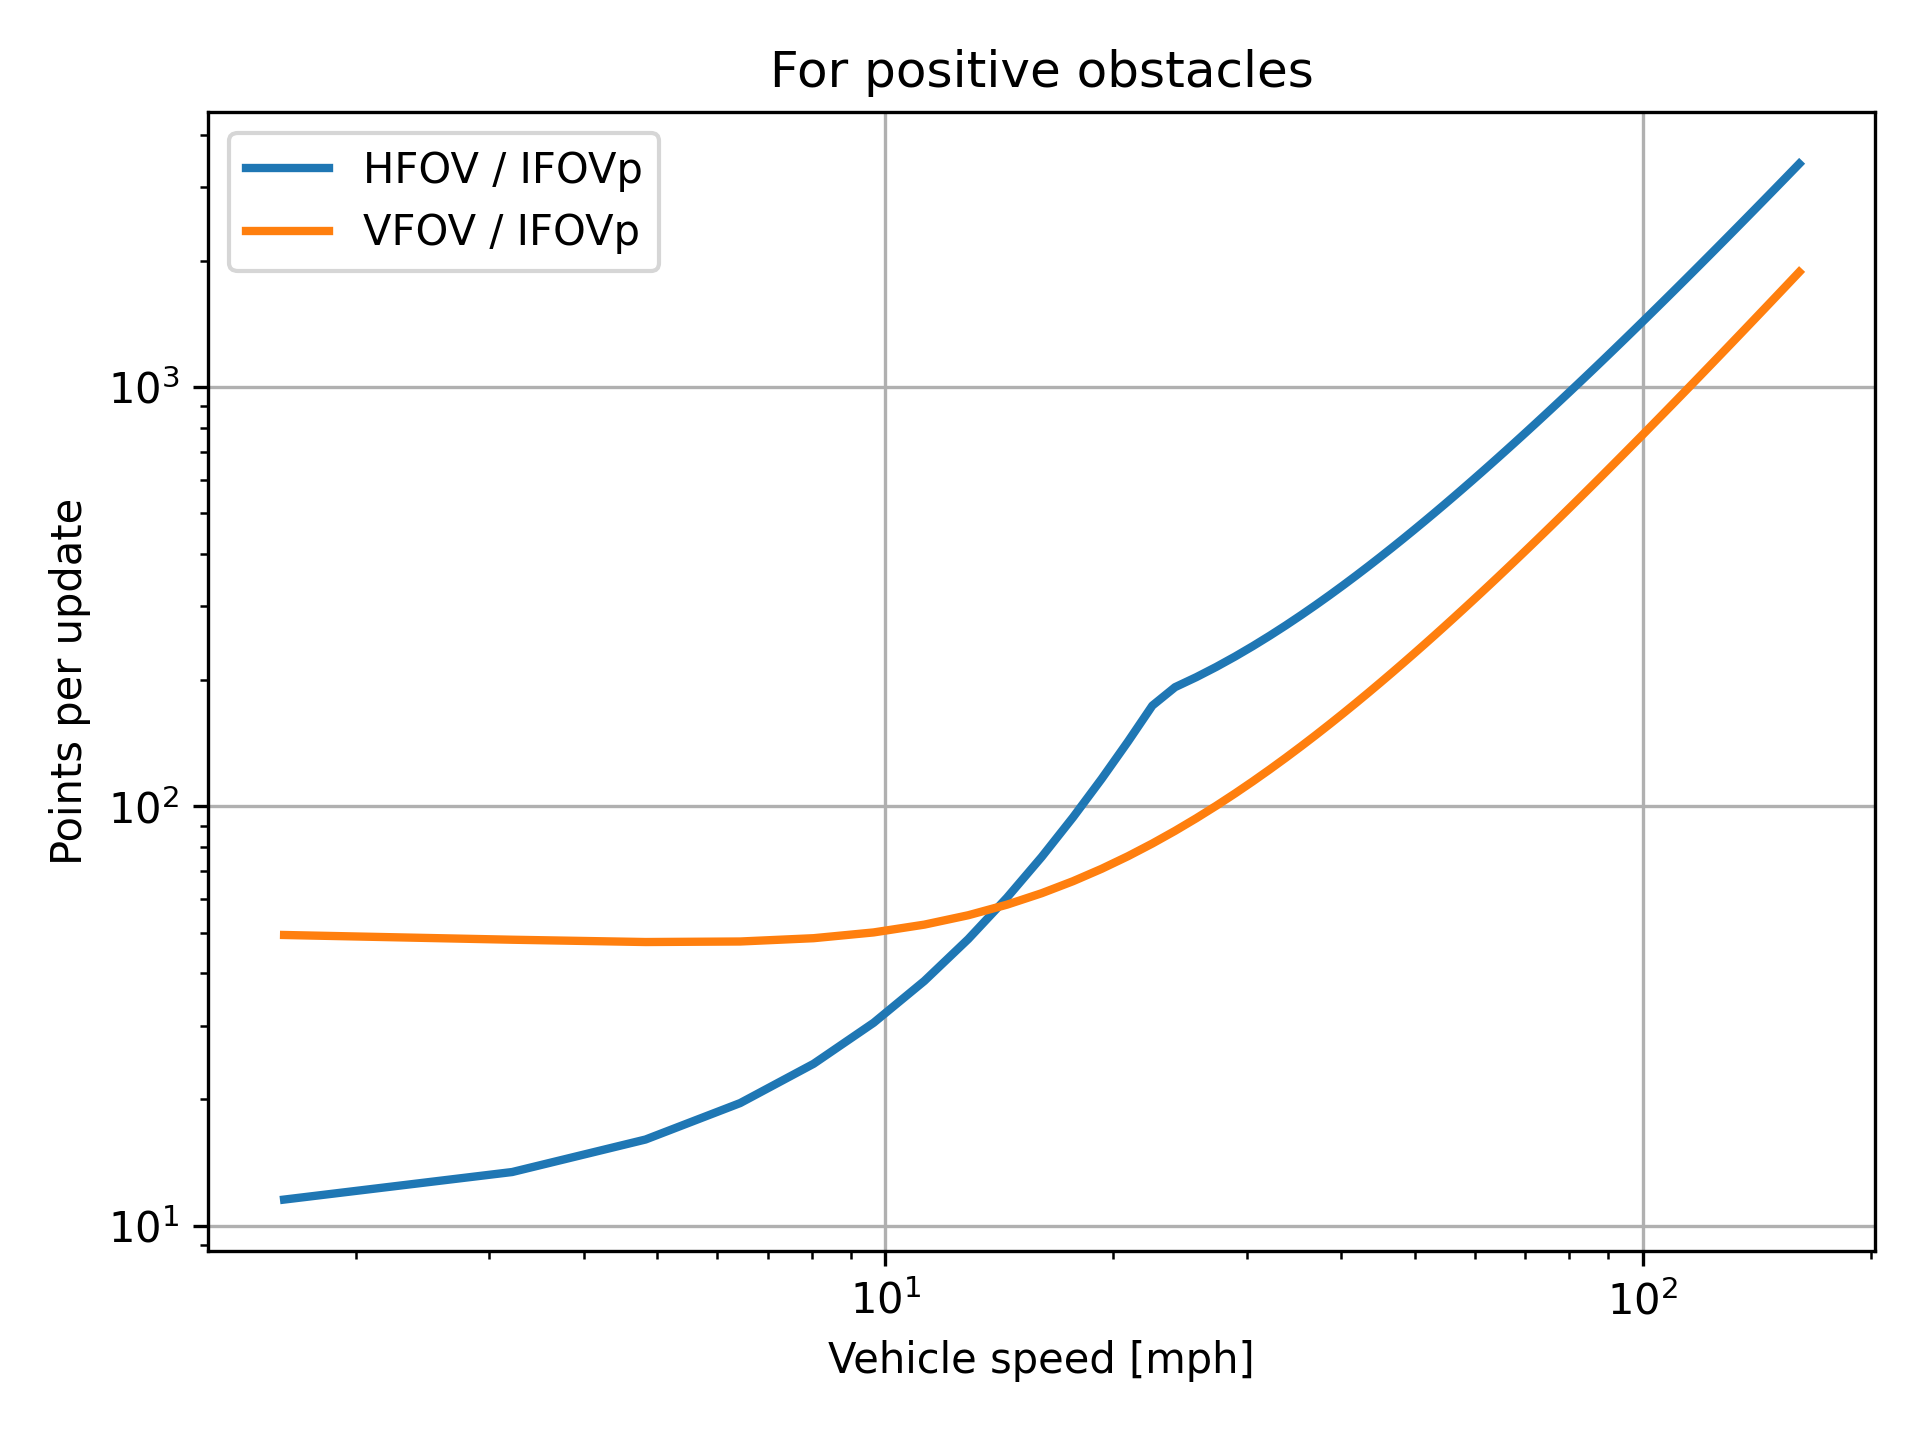 For positive obstacles
HFOV / IFOVp
VFOV / IFOVp
10³
10²
10¹
Points per update
10¹
10²
Vehicle speed [mph]